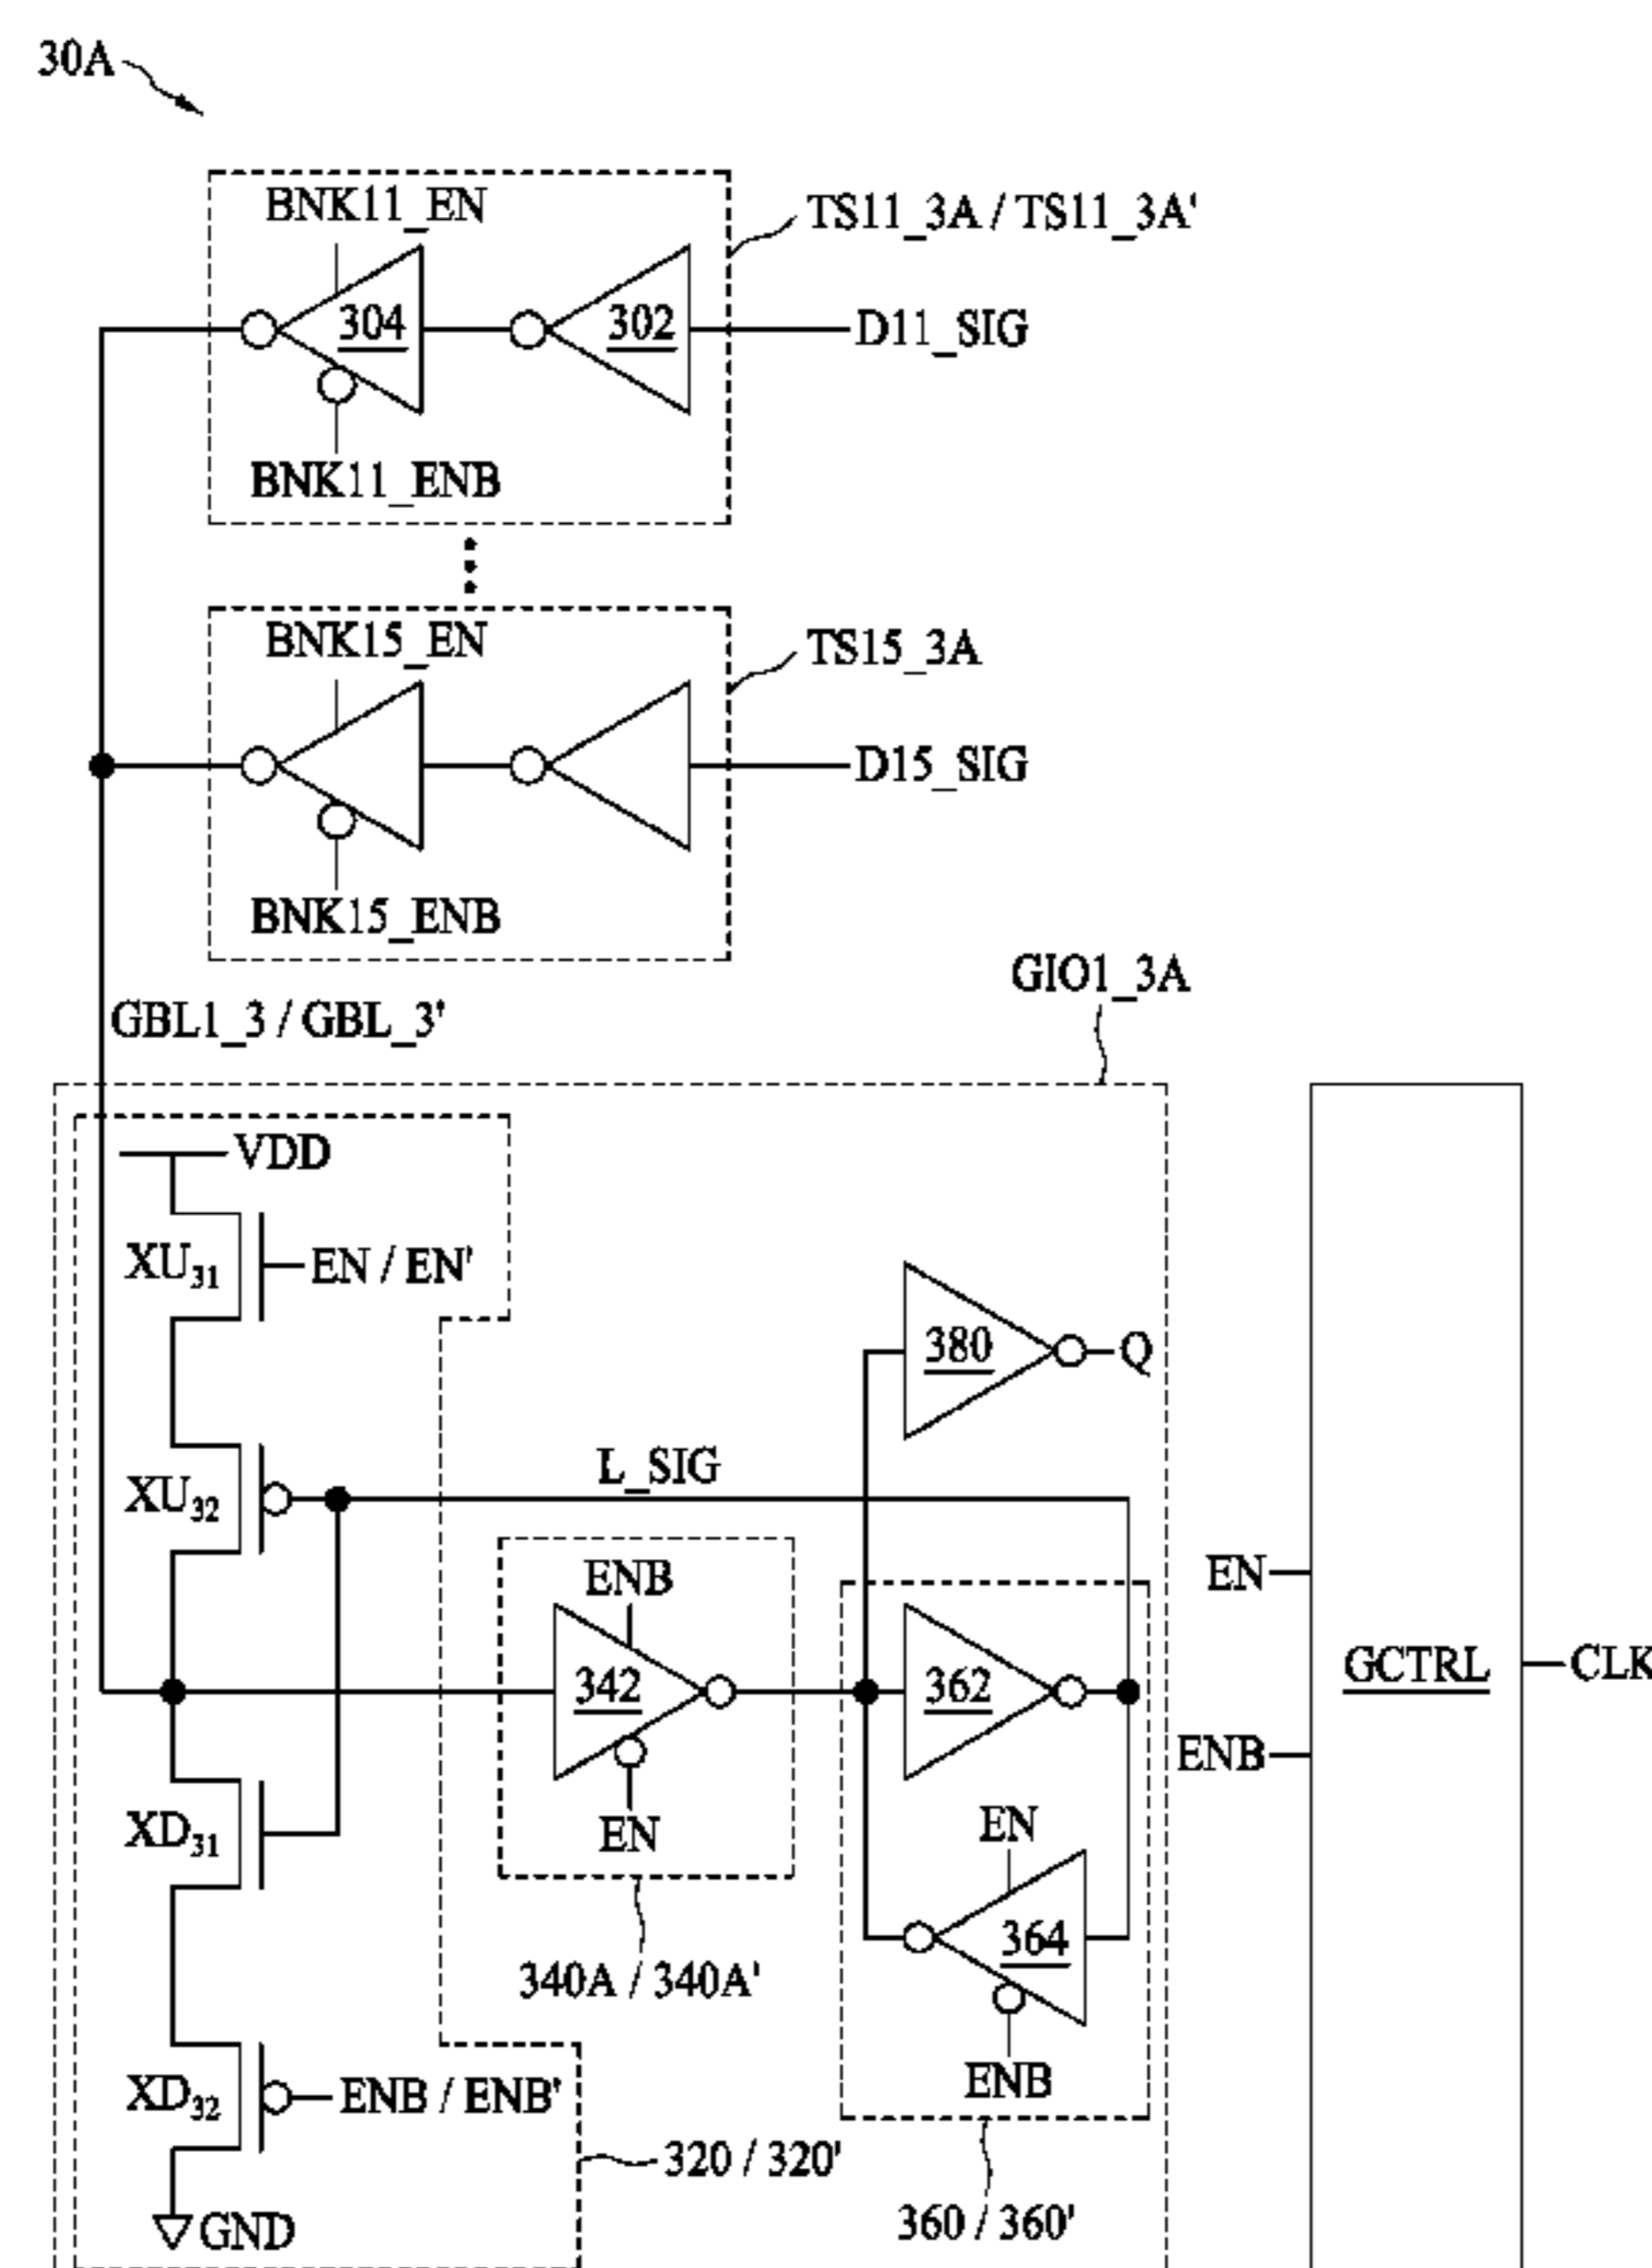 30A
BNK11_EN
TS11_3A / TS11_3A'
304
302
D11_SIG
BNK11_ENB
BNK15_EN
TS15_3A
D15_SIG
BNK15_ENB
GIO1_3A
GBL1_3 / GBL_3'
VDD
XU31
EN / EN'
380
Q
L_SIG
XU32
ENB
EN
342
362
GCTRL
CLK
ENB
XD31
EN
EN
364
340A / 340A'
ENB
XD32
ENB / ENB'
320 / 320'
360 / 360'
GND